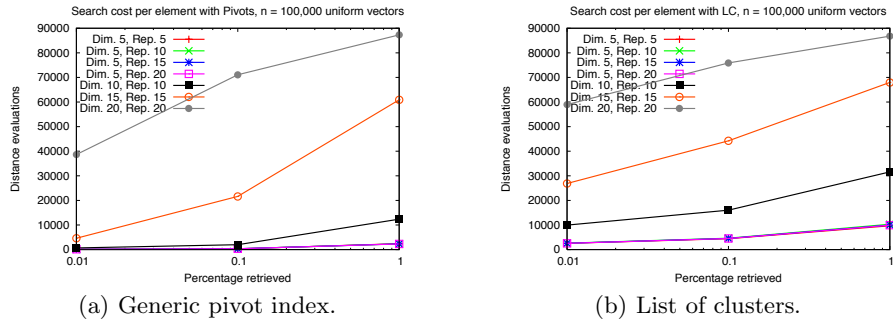 Search cost per element with Pivots, n = 100,000 uniform vectors
90000
80000
70000
60000
50000
40000
30000
20000
10000
0
Distance evaluations
Dim. 5, Rep. 5
Dim. 5, Rep. 10
Dim. 5, Rep. 15
Dim. 5, Rep. 20
Dim. 10, Rep. 10
Dim. 15, Rep. 15
Dim. 20, Rep. 20
0.01
0.1
1
Percentage retrieved
(a) Generic pivot index.
Search cost per element with LC, n = 100,000 uniform vectors
90000
80000
70000
60000
50000
40000
30000
20000
10000
0
Distance evaluations
Dim. 5, Rep. 5
Dim. 5, Rep. 10
Dim. 5, Rep. 15
Dim. 5, Rep. 20
Dim. 10, Rep. 10
Dim. 15, Rep. 15
Dim. 20, Rep. 20
0.01
0.1
1
Percentage retrieved
(b) List of clusters.